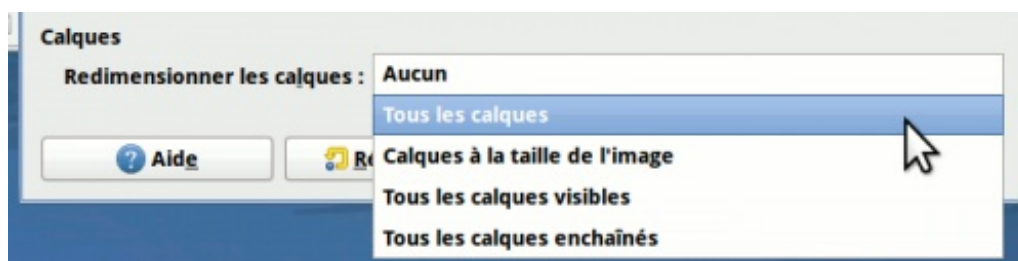 Calques
Redimensionner les calques : Aucun
Tous les calques
Aide
Calques à la taille de l'image
Tous les calques visibles
Tous les calques enchaînés